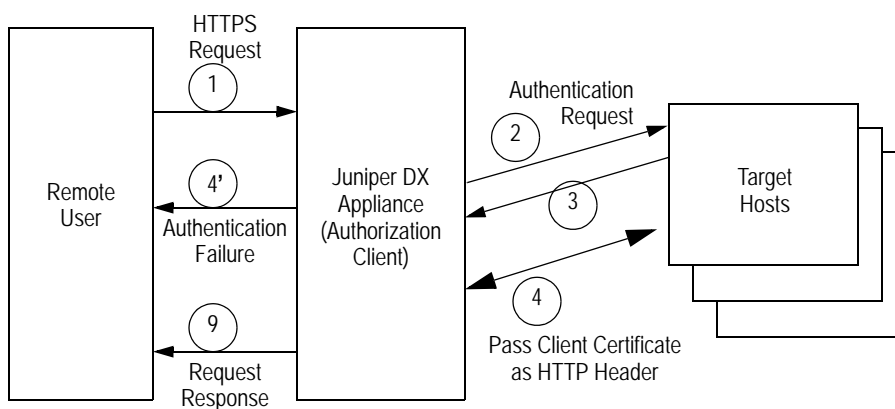 HTTPS
Request
1
Remote
User
4'
Authentication
Failure
9
Request
Response
Juniper DX
Appliance
(Authorization
Client)
Authentication
Request
2
3
4
Pass Client Certificate
as HTTP Header
Target
Hosts